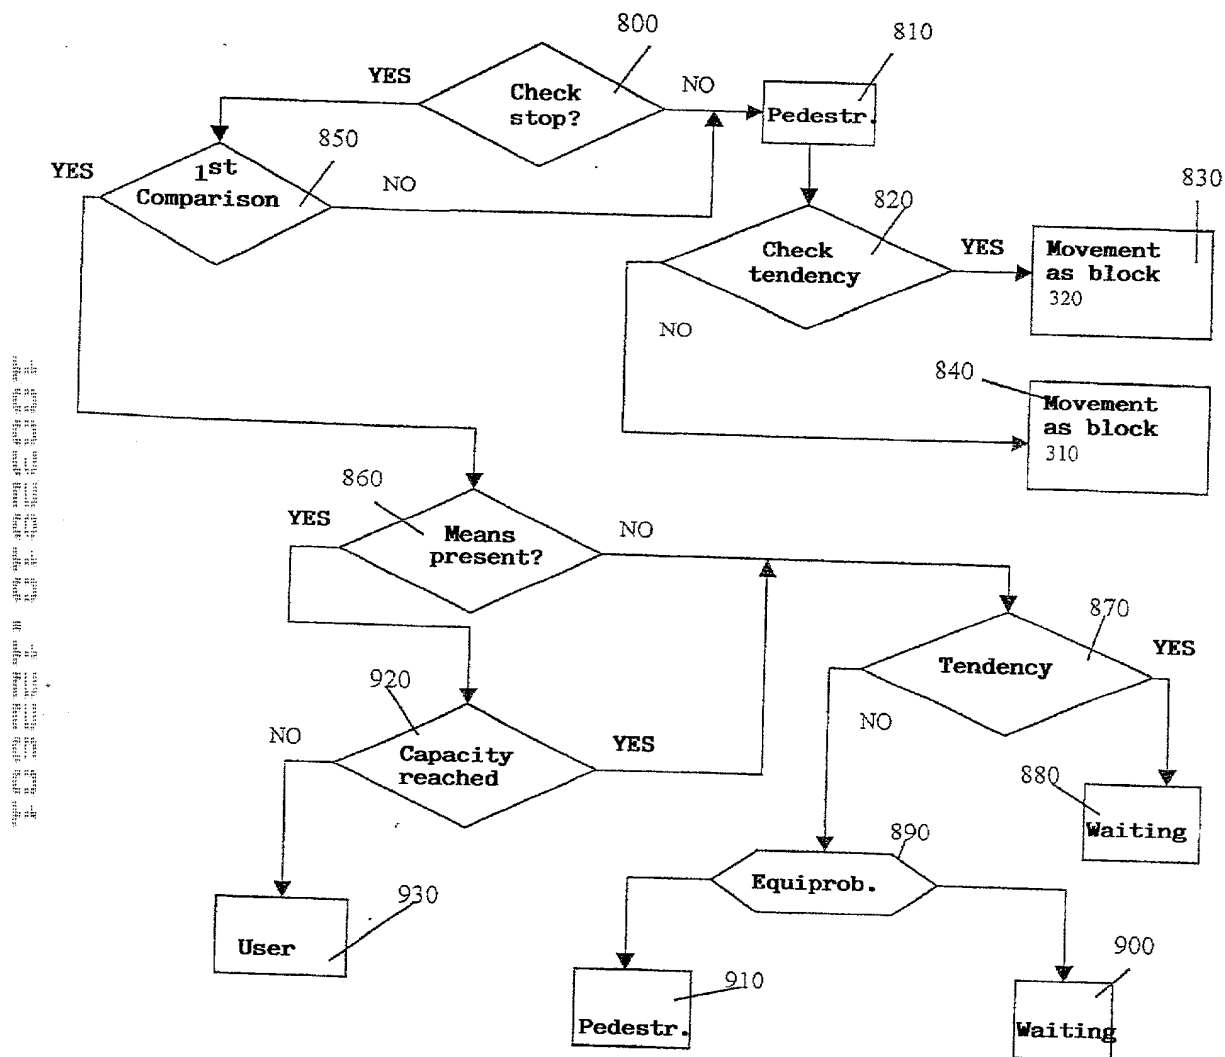 800
810
YES
NO
Check
stop?
Pedestr.
850
YES
1st
Comparison
NO
820
830
Check
tendency
YES
Movement
as block
320
NO
840
Movement
as block
310
860
YES
Means
present?
NO
870
Tendency
YES
NO
920
NO
Capacity
reached
YES
880
Waiting
890
Equiprob.
930
User
910
Pedestr.
900
Waiting